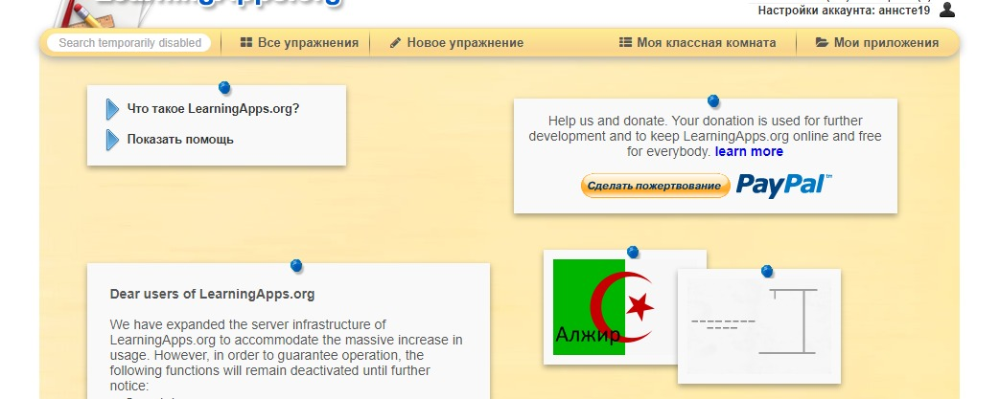 LearningApps.org
Настройки аккаунта: аннсте19
Search temporarily disabled
Все упражнения
Новое упражнение
Моя классная комната
Мои приложения
Что такое LearningApps.org?
Показать помощь
Help us and donate. Your donation is used for further
development and to keep LearningApps.org online and free
for everybody. learn more
Сделать пожертвование
PayPal™
Dear users of LearningApps.org
We have expanded the server infrastructure of
LearningApps.org to accommodate the massive increase in
usage. However, in order to guarantee operation, the
following functions will remain deactivated until further
notice:
Алжир